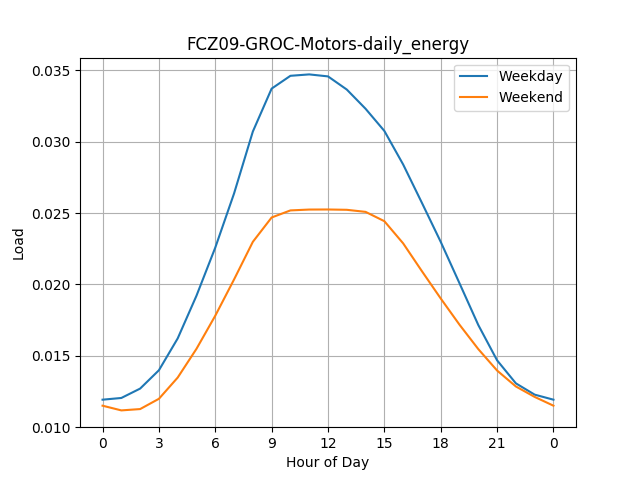 FCZ09-GROC-Motors-daily_energy
Weekday
Weekend
Load
0.035
0.030
0.025
0.020
0.015
0.010
0 3 6 9 12 15 18 21 0
Hour of Day